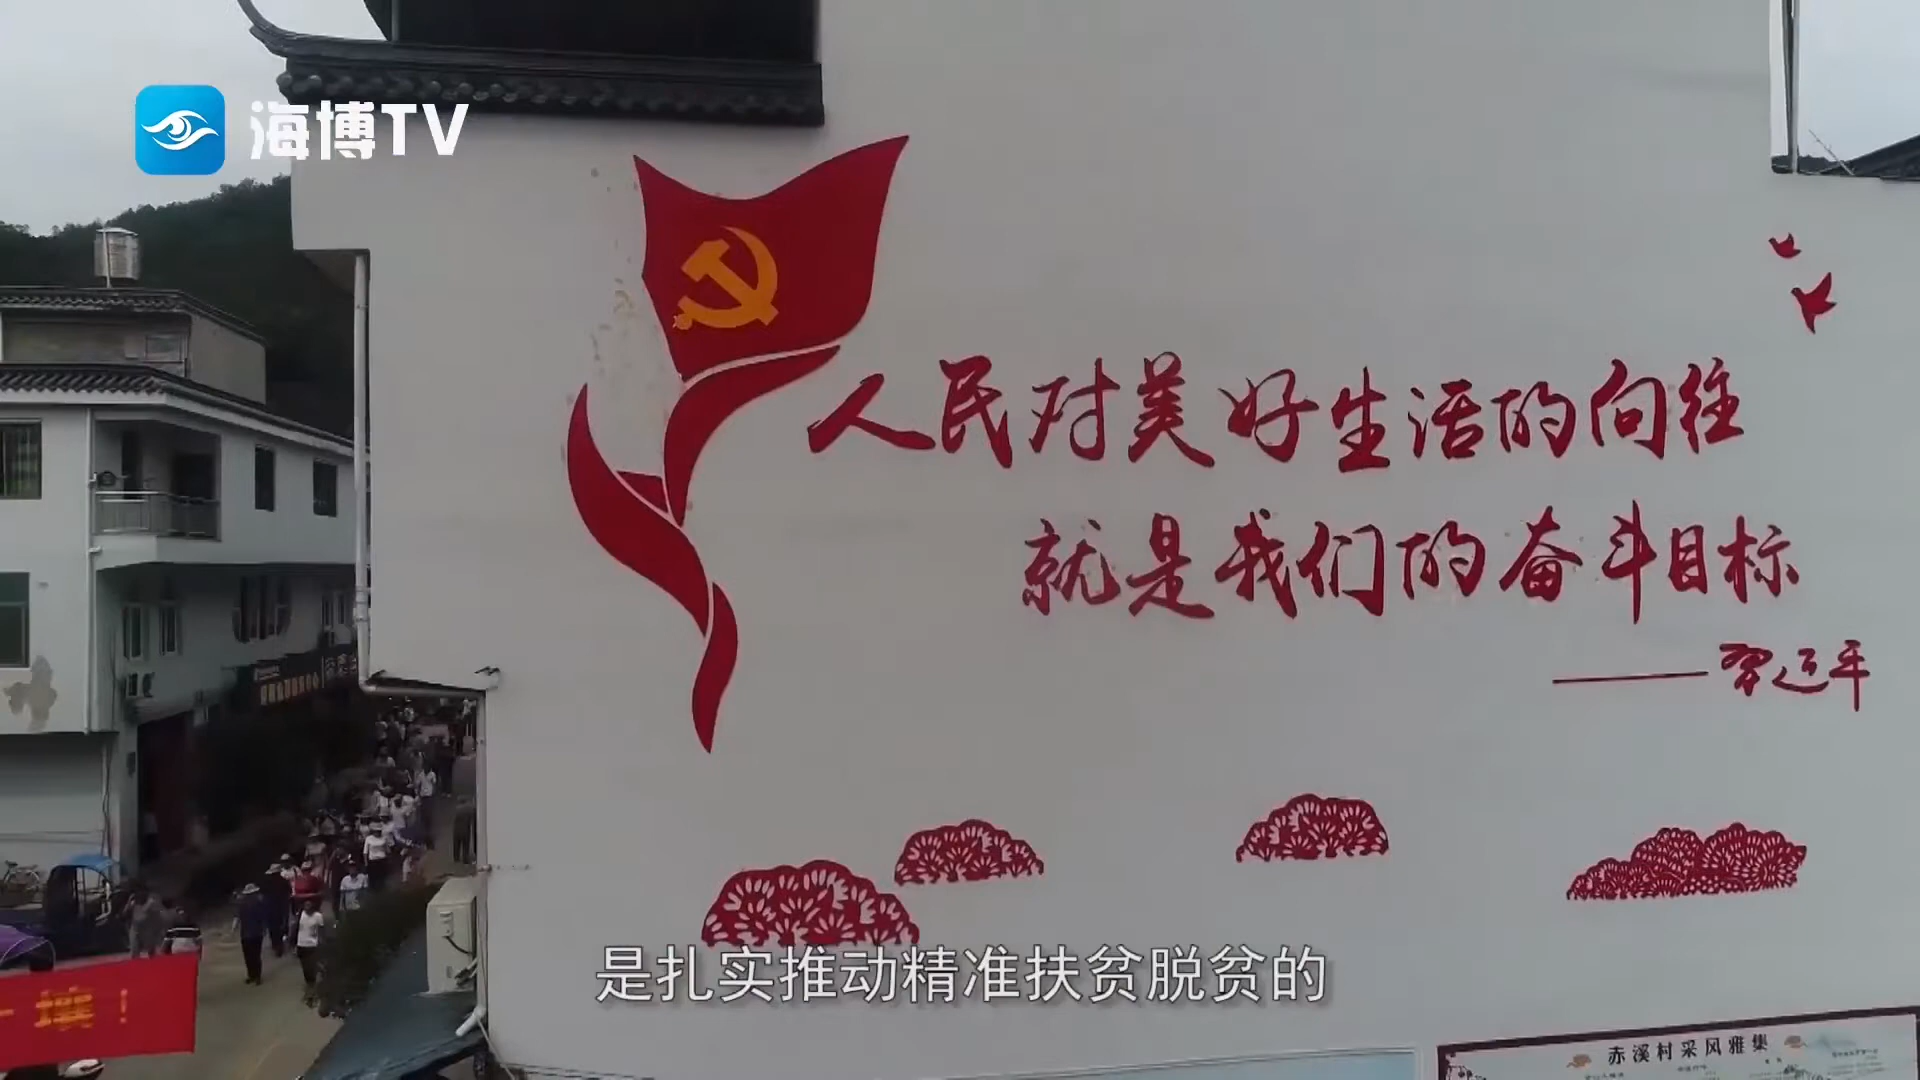 海博TV
人民对美好生活的向往
就是我们的奋斗目标
——习近平
是扎实推动精准扶贫脱贫的
赤溪村采风雅集